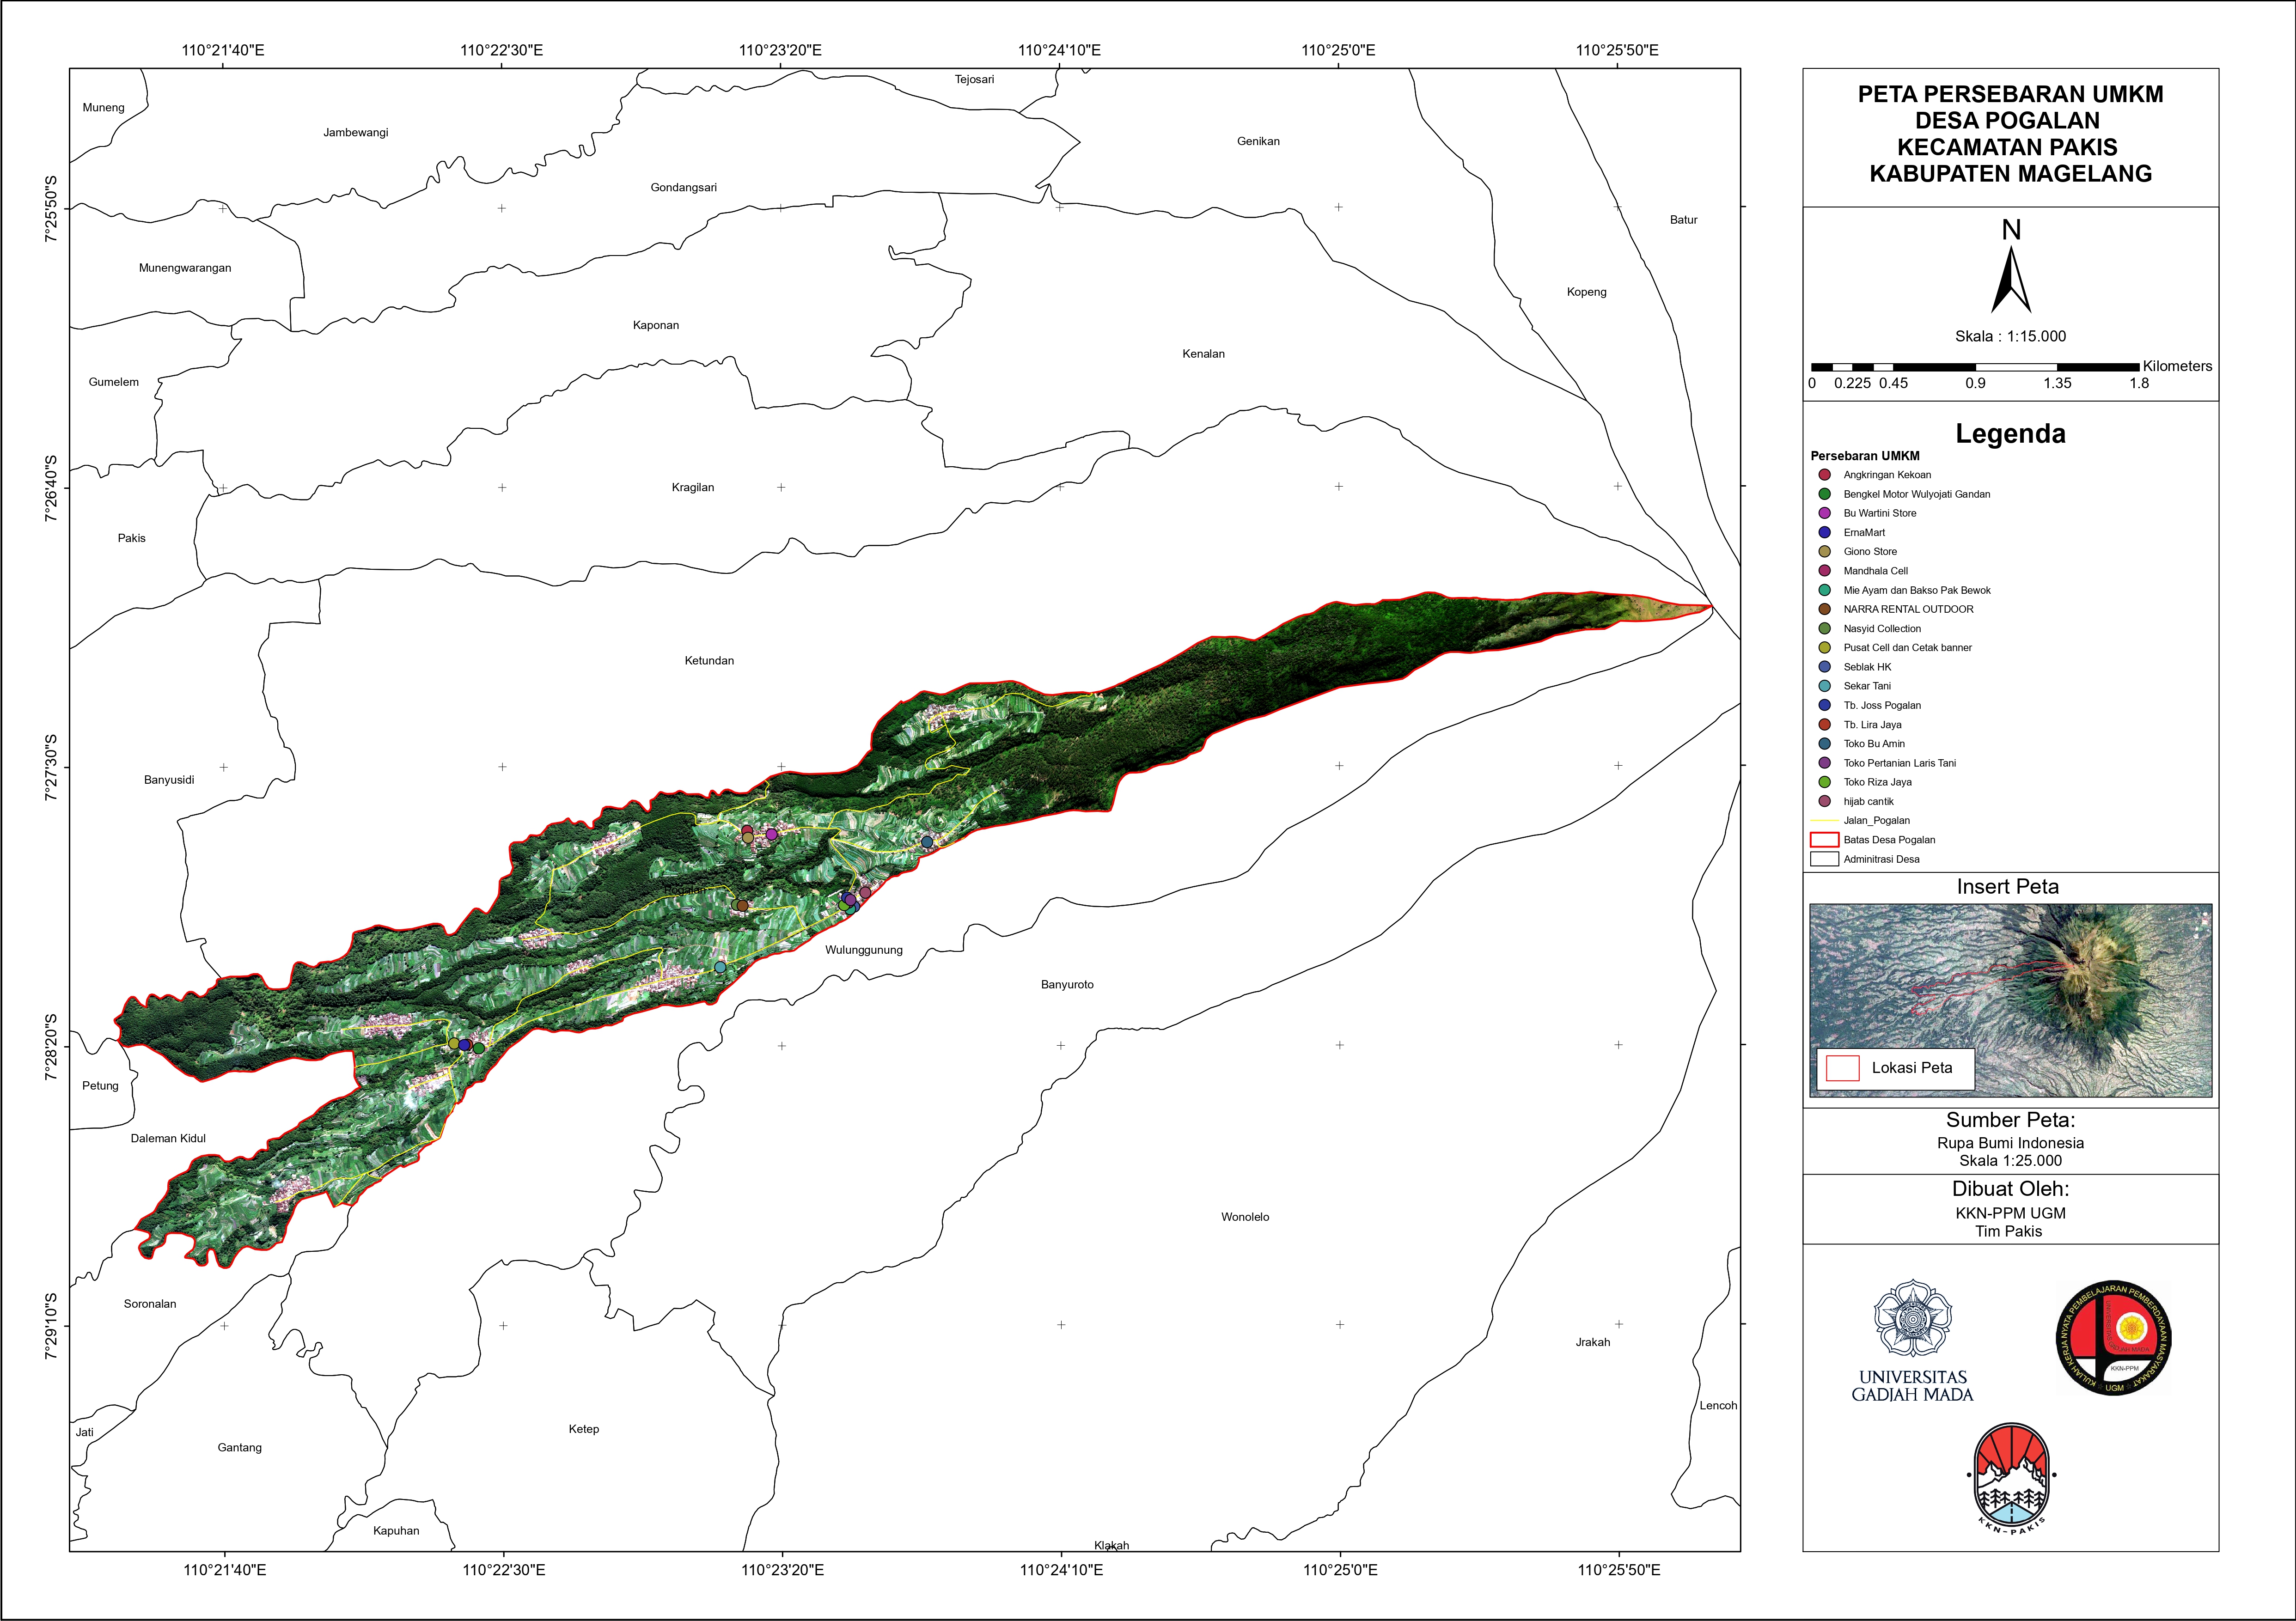 110°21'40"E
110°22'30"E
110°23'20"E
110°24'10"E
110°25'0"E
110°25'50"E
7°25'50"S
7°26'40"S
7°27'30"S
7°28'20"S
7°29'10"S
Muneng
Jambewangi
Tejosari
Genikan
Gondangsari
Batur
Munengwarangan
Kopeng
Kaponan
Kenalan
Gumelem
Kragilan
Pakis
Ketundan
Banyusidi
Pogalan
Wulunggunung
Banyuroto
Petung
Daleman Kidul
Wonolelo
Soronalan
Jrakah
Lencoh
Jati
Ketep
Gantang
Kapuhan
Klakah
110°21'40"E
110°22'30"E
110°23'20"E
110°24'10"E
110°25'0"E
110°25'50"E
PETA PERSEBARAN UMKM
DESA POGALAN
KECAMATAN PAKIS
KABUPATEN MAGELANG
N
Skala : 1:15.000
Kilometers
0 0.225 0.45 0.9 1.35 1.8
Legenda
Persebaran UMKM
Angkringan Kekoan
Bengkel Motor Wulyojati Gandan
Bu Wartini Store
ErnaMart
Giono Store
Mandhala Cell
Mie Ayam dan Bakso Pak Bewok
NARRA RENTAL OUTDOOR
Nasyid Collection
Pusat Cell dan Cetak banner
Seblak HK
Sekar Tani
Tb. Joss Pogalan
Tb. Lira Jaya
Toko Bu Amin
Toko Pertanian Laris Tani
Toko Riza Jaya
hijab cantik
Jalan_Pogalan
Batas Desa Pogalan
Adminitrasi Desa
Insert Peta
Lokasi Peta
Sumber Peta:
Rupa Bumi Indonesia
Skala 1:25.000
Dibuat Oleh:
KKN-PPM UGM
Tim Pakis
UNIVERSITAS
GADJAH MADA
KULIAH KERJA NYATA PEMBELAJARAN PEMBERDAYAAN MASYARAKAT
UNIVERSITAS GADJAH MADA
KKN-PPM
UGM
KKN-PAKIS